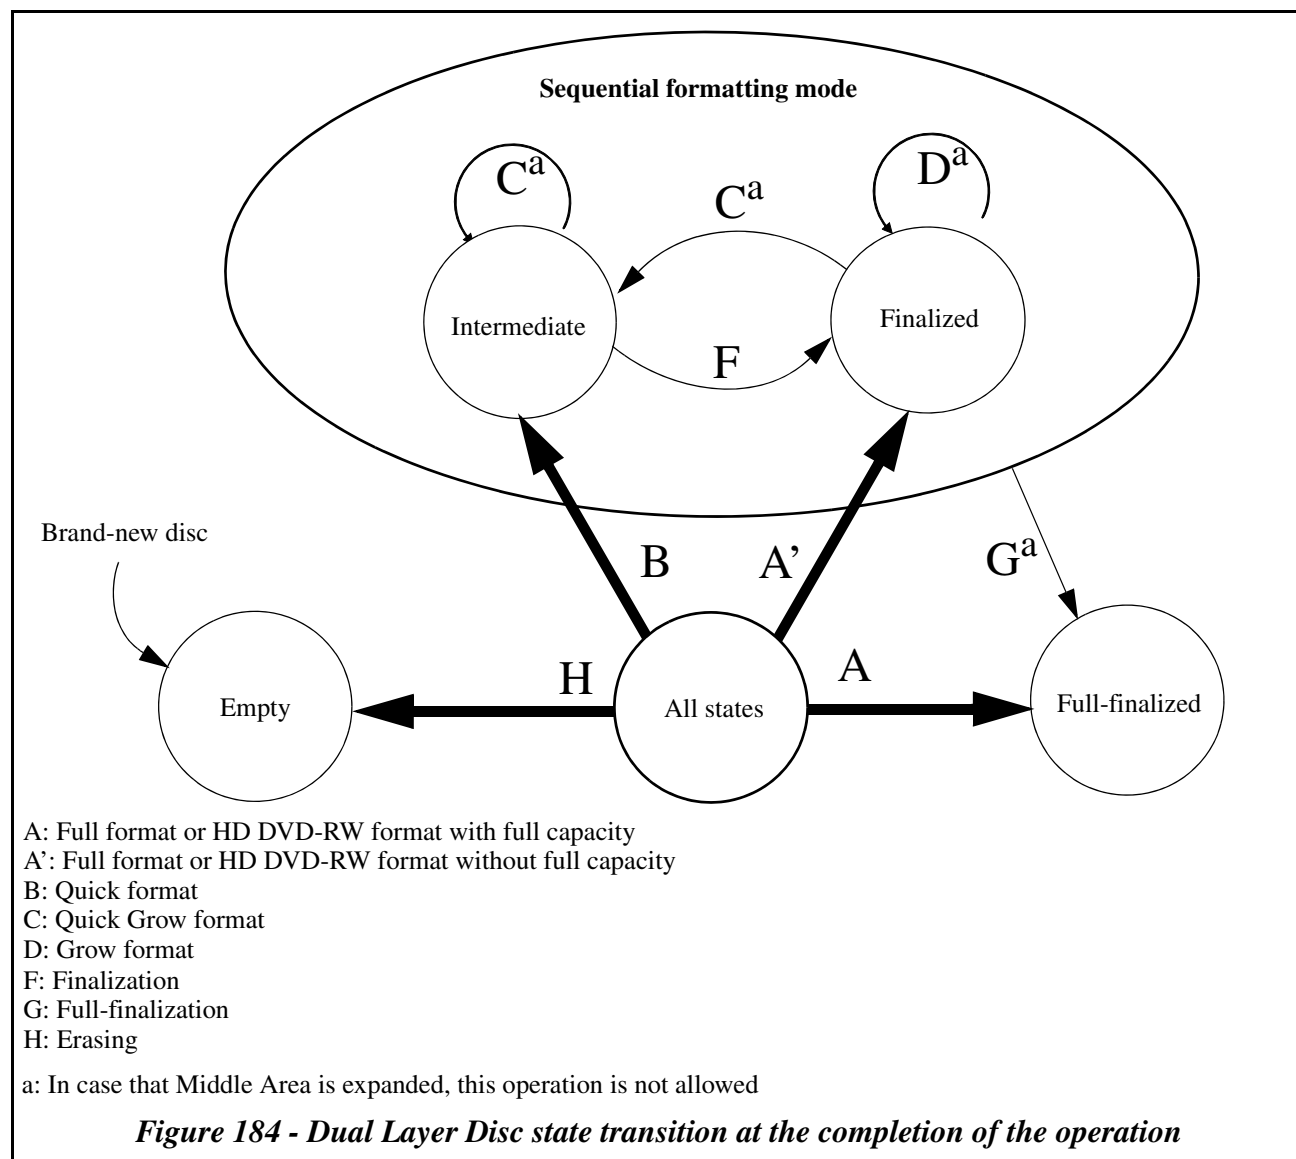 Sequential formatting mode
C^a
D^a
C^a
Intermediate
Finalized
F
Brand-new disc
B
A’
G^a
H
A
Empty
All states
Full-finalized
A: Full format or HD DVD-RW format with full capacity
A’: Full format or HD DVD-RW format without full capacity
B: Quick format
C: Quick Grow format
D: Grow format
F: Finalization
G: Full-finalization
H: Erasing
a: In case that Middle Area is expanded, this operation is not allowed
Figure 184 - Dual Layer Disc state transition at the completion of the operation